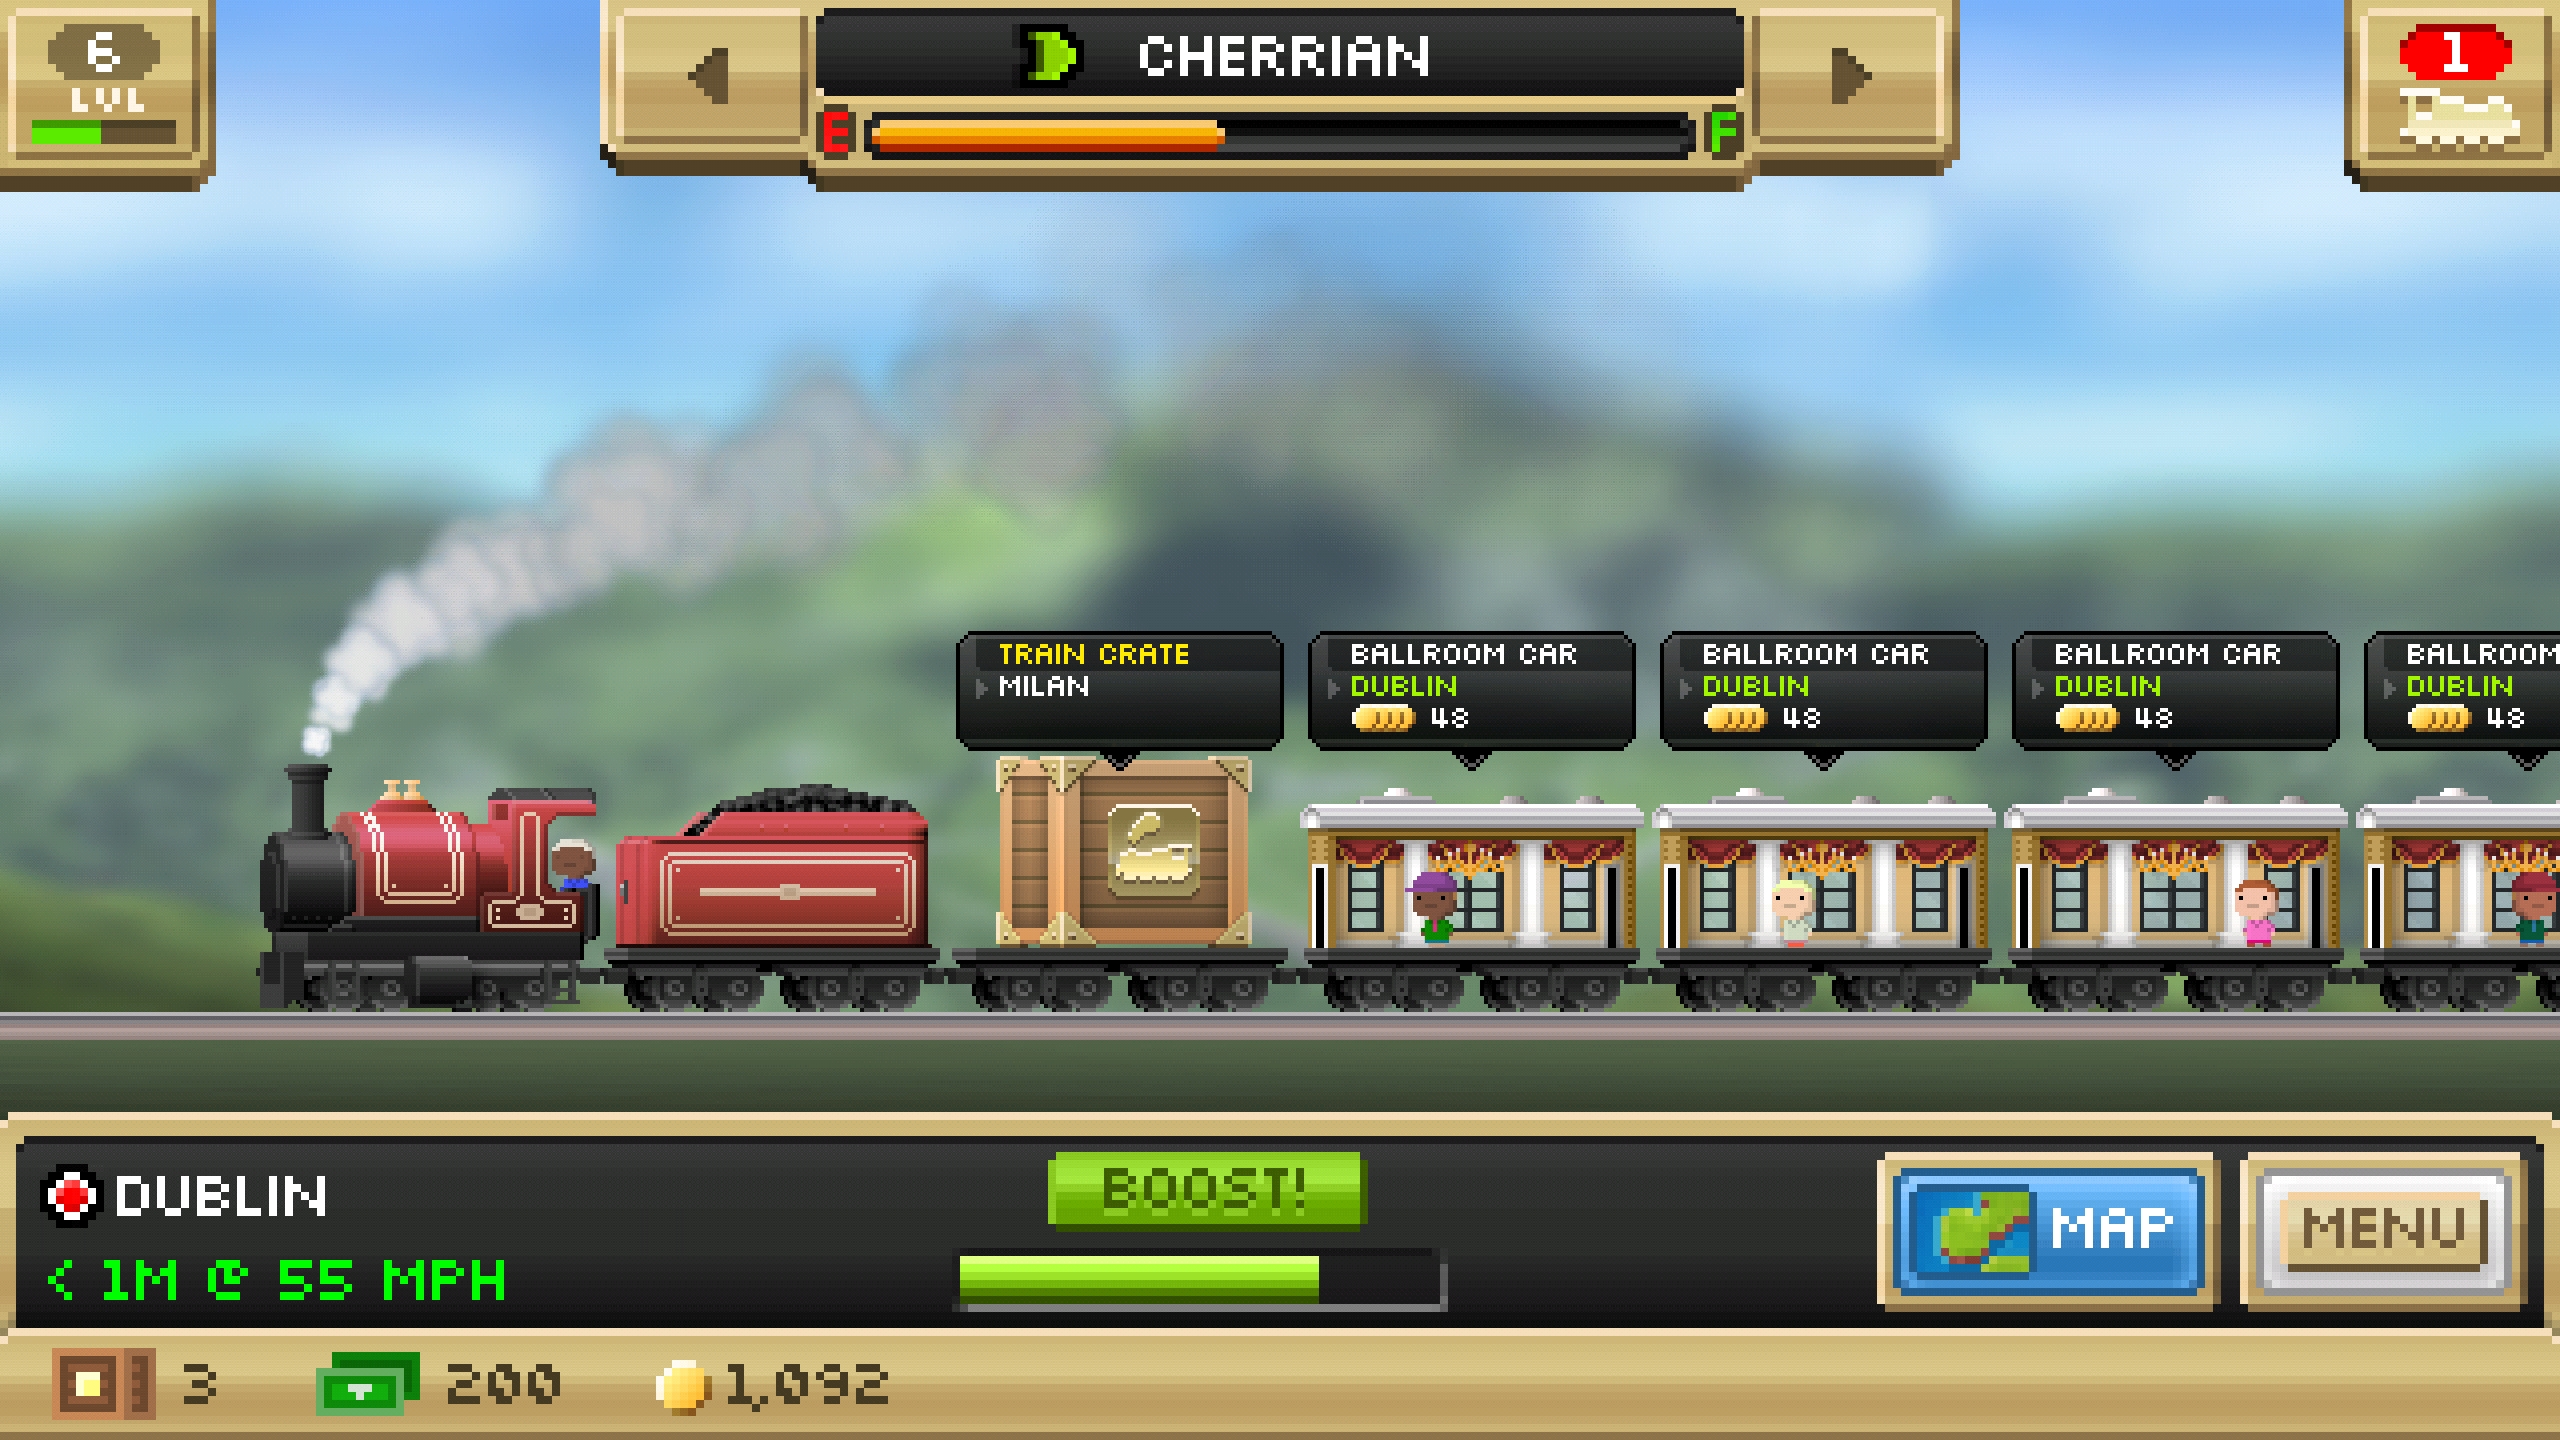 6
LVL
CHERRIAN
1
E
F
TRAIN CRATE
MILAN
BALLROOM CAR
DUBLIN
48
BALLROOM CAR
DUBLIN
48
BALLROOM CAR
DUBLIN
48
BALLROOM
DUBLIN
48
DUBLIN
< 1M @ 55 MPH
BOOST!
MAP
MENU
3
200
1,092